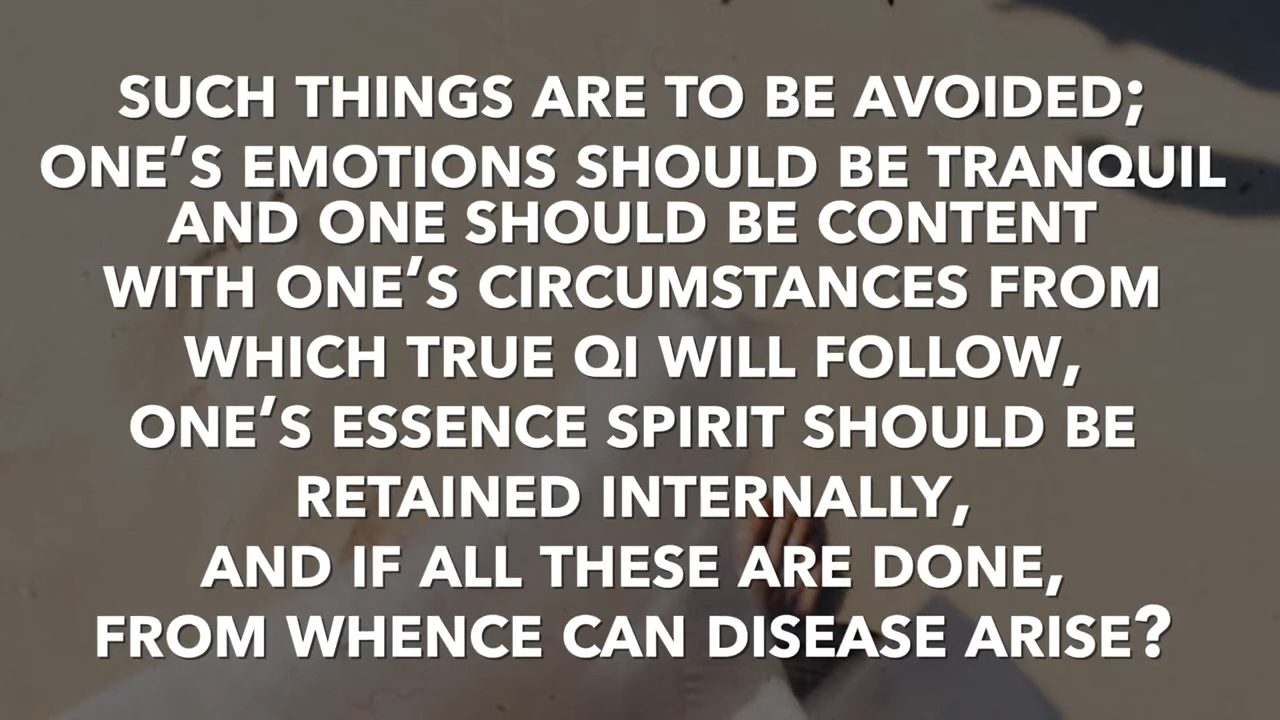 SUCH THINGS ARE TO BE AVOIDED;
ONE'S EMOTIONS SHOULD BE TRANQUIL
AND ONE SHOULD BE CONTENT
WITH ONE'S CIRCUMSTANCES FROM
WHICH TRUE QI WILL FOLLOW,
ONE'S ESSENCE SPIRIT SHOULD BE
RETAINED INTERNALLY,
AND IF ALL THESE ARE DONE,
FROM WHENCE CAN DISEASE ARISE?